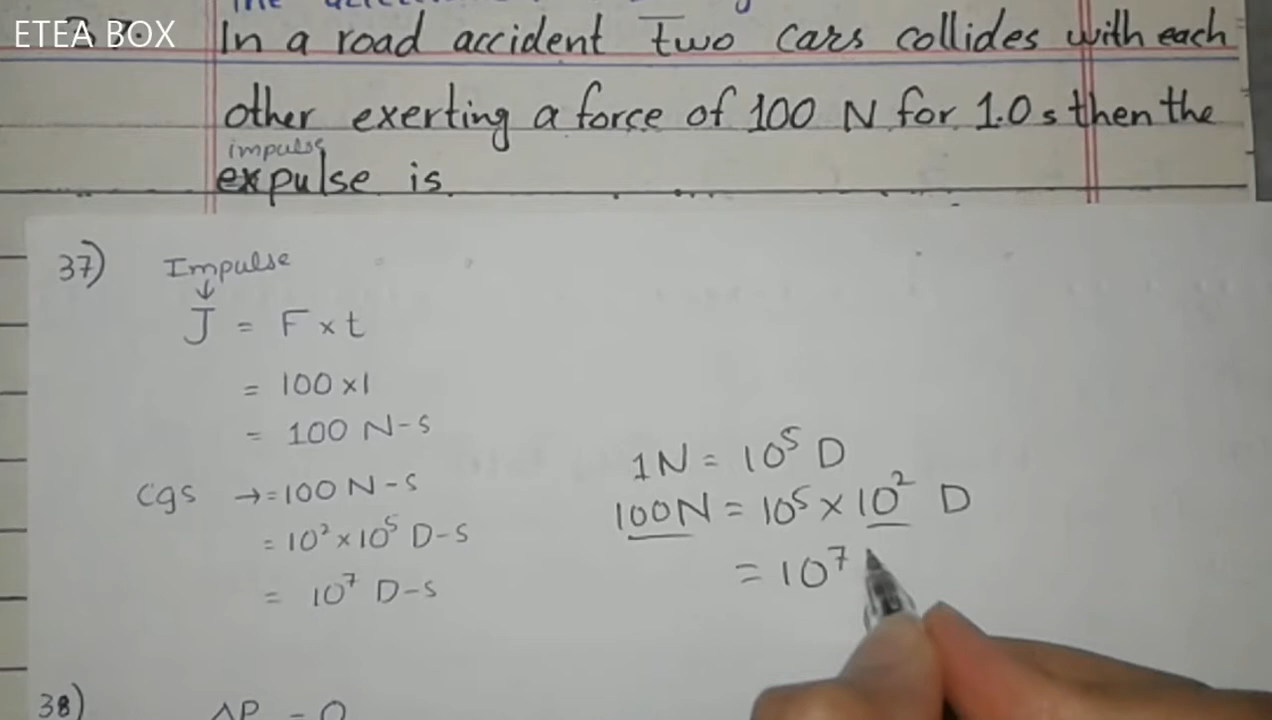 ETEA BOX
In a road accident two cars collides with each
other exerting a force of 100 N for 1.0 s then the
impulse
expulse is
37) Impulse
↓
J = F × t
= 100 × 1
= 100 N-s
Cgs → = 100 N-s
= 10² × 10⁵ D-s
= 10⁷ D-s
1N = 10⁵ D
100N = 10⁵ × 10² D
= 10⁷
38) ΔP = 0